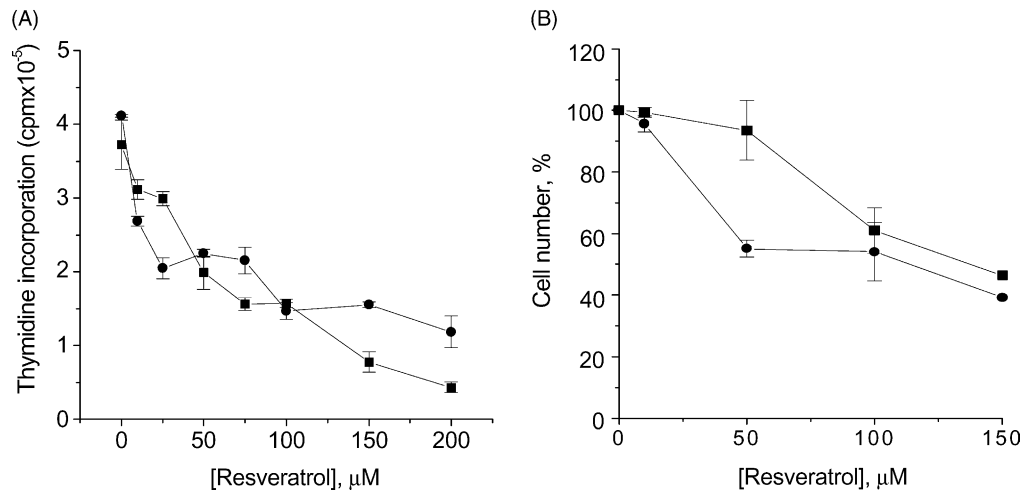 (A)
Thymidine incorporation (cpmx10⁻⁵)
5
4
3
2
1
0
0 50 100 150 200
[Resveratrol], μM
(B)
Cell number, %
120
100
80
60
40
20
0
0 50 100 150
[Resveratrol], μM